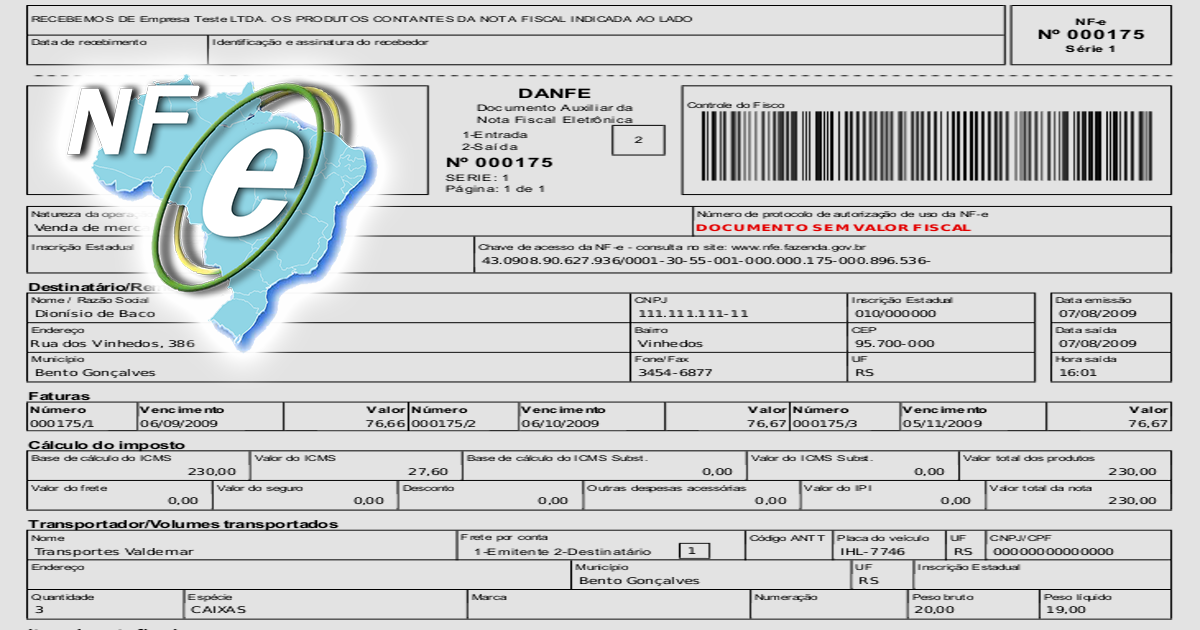 RECEBEMOS DE Empresa Teste LTDA. OS PRODUTOS CONTANTES DA NOTA FISCAL INDICADA AO LADO
Data de recebimento Identificação e assinatura do recebedor
NF-e
Nº 000175
Série 1
NFe
DANFE
Documento Auxiliar da
Nota Fiscal Eletrônica
1-Entrada
2-Saída
2
Nº 000175
SERIE: 1
Página: 1 de 1
Controle do Fisco
Natureza da Número de protocolo de autorização de uso da NF-e
Venda de DOCUMENTO SEM VALOR FISCAL
Inscrição Estadual Chave de acesso da NF-e - consulta no site: www.nfe.fazenda.gov.br
43.0908.90.627.936/0001-30-55-001-000.000.175-000.896.536-
Destinatário/
Nome / Razão Social CNPJ Inscrição Estadual Data emissão
Dionísio de Baco 111.111.111-11 010/000000 07/08/2009
Endereço Bairro CEP Data saída
Rua dos Vinhedos, 386 Vinhedos 95.700-000 07/08/2009
Município Fone/Fax UF Hora saída
Bento Gonçalves 3454-6877 RS 16:01
Faturas
Número Vencimento Valor Número Vencimento Valor Número Vencimento Valor
000175/1 06/09/2009 76,66 000175/2 06/10/2009 76,67 000175/3 05/11/2009 76,67
Cálculo do imposto
Base de cálculo do ICMS Valor do ICMS Base de cálculo do ICMS Subst. Valor do ICMS Subst. Valor total dos produtos
230,00 27,60 0,00 0,00 230,00
Valor do frete Valor do seguro Desconto Outras despesas acessórias Valor do IPI Valor total da nota
0,00 0,00 0,00 0,00 0,00 230,00
Transportador/Volumes transportados
Nome Frete por conta Código ANTT Placa do veículo UF CNPJ/CPF
Transportes Valdemar 1-Emitente 2-Destinatário 1 IHL-7746 RS 00000000000000
Endereço Município UF Inscrição Estadual
Bento Gonçalves RS
Quantidade Espécie Marca Numeração Peso bruto Peso líquido
3 CAIXAS 20,00 19,00